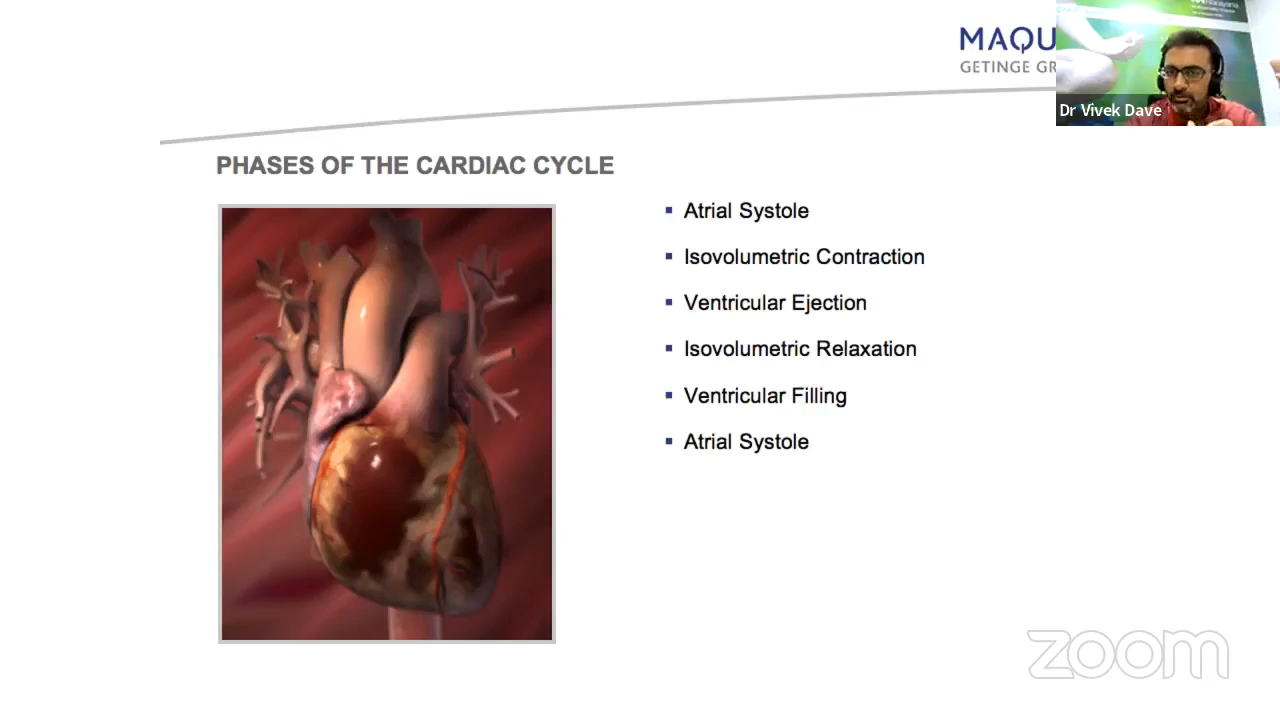 MAQU
GETINGE GR
Dr Vivek Dave
PHASES OF THE CARDIAC CYCLE
▪ Atrial Systole
▪ Isovolumetric Contraction
▪ Ventricular Ejection
▪ Isovolumetric Relaxation
▪ Ventricular Filling
▪ Atrial Systole
zoom